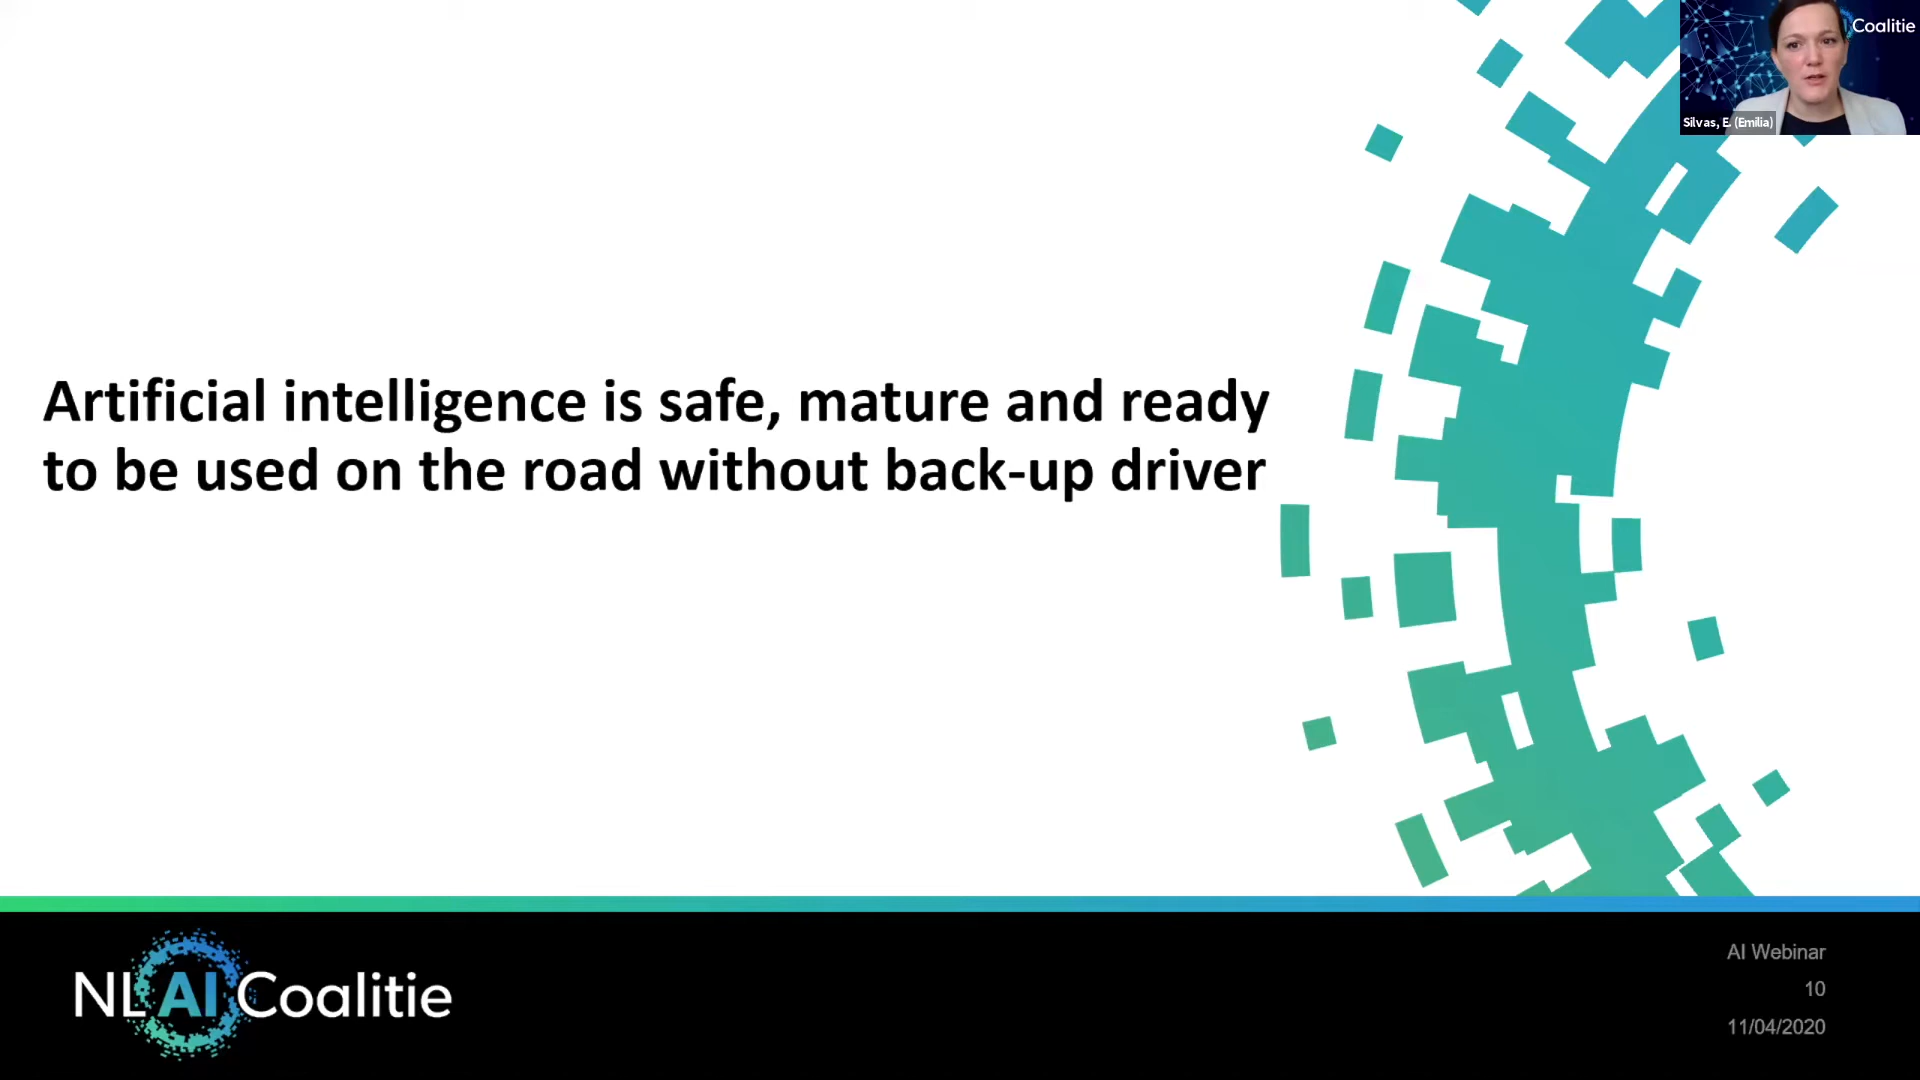 Coalitie
Silvas, E. (Emilia)
Artificial intelligence is safe, mature and ready
to be used on the road without back-up driver
NL AI Coalitie
AI Webinar
10
11/04/2020